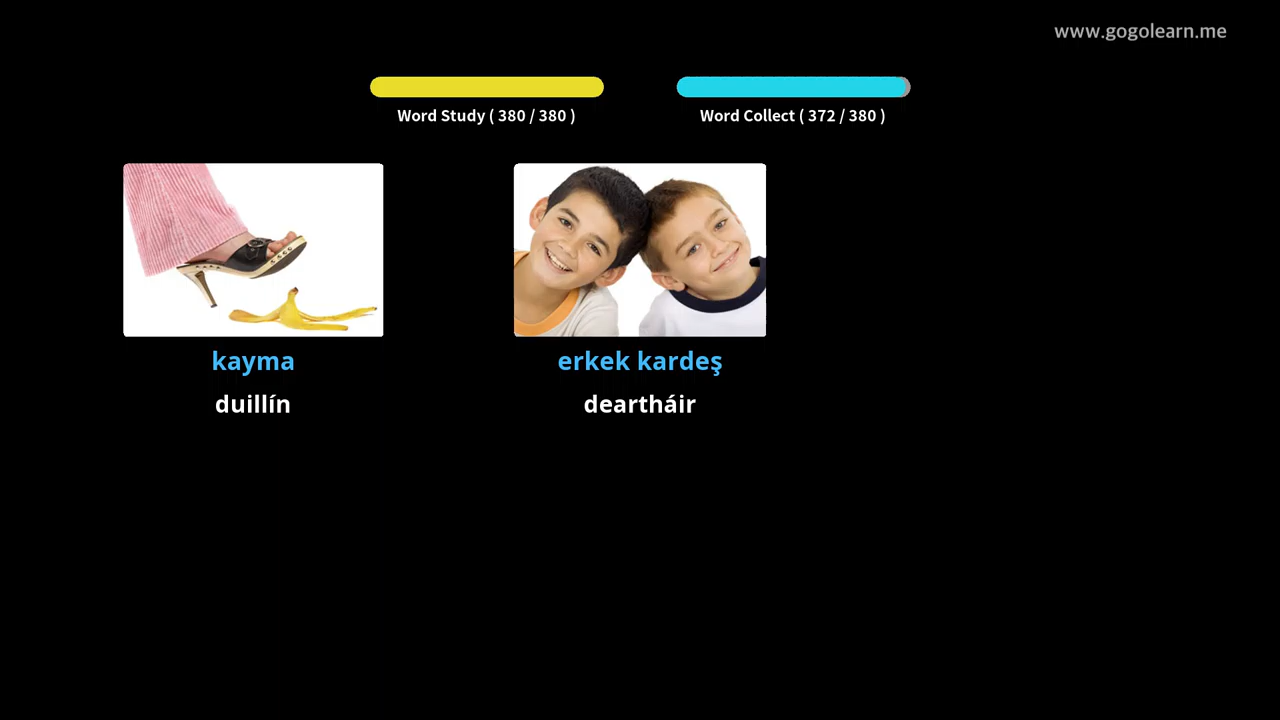 www.gogolearn.me
Word Study ( 380 / 380 )
Word Collect ( 372 / 380 )
kayma
duillín
erkek kardeş
deartháir